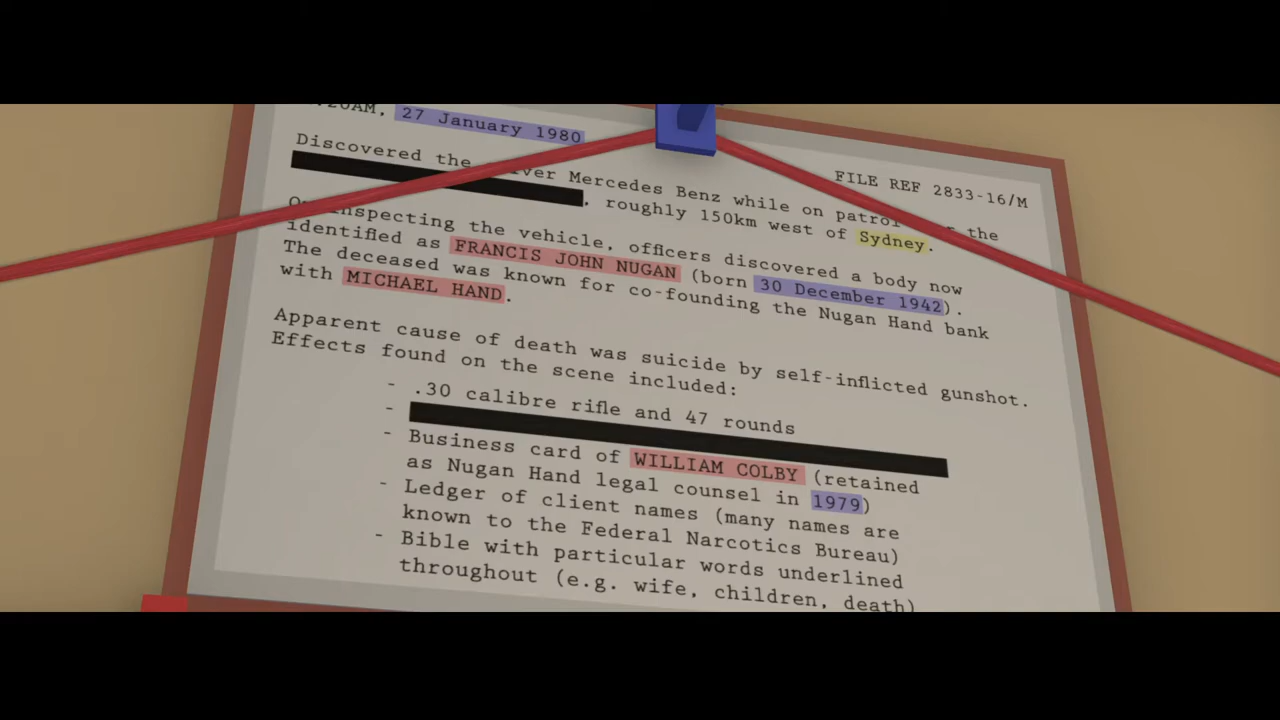 27 January 1980
FILE REF 2833-16/M
Discovered the Mercedes Benz while on patrol the
, roughly 150km west of Sydney.
On inspecting the vehicle, officers discovered a body now
identified as FRANCIS JOHN NUGAN (born 30 December 1942).
The deceased was known for co-founding the Nugan Hand bank
with MICHAEL HAND.
Apparent cause of death was suicide by self-inflicted gunshot.
Effects found on the scene included:
- .30 calibre rifle and 47 rounds
-
- Business card of WILLIAM COLBY (retained
as Nugan Hand legal counsel in 1979)
- Ledger of client names (many names are
known to the Federal Narcotics Bureau)
- Bible with particular words underlined
throughout (e.g. wife, children, death)